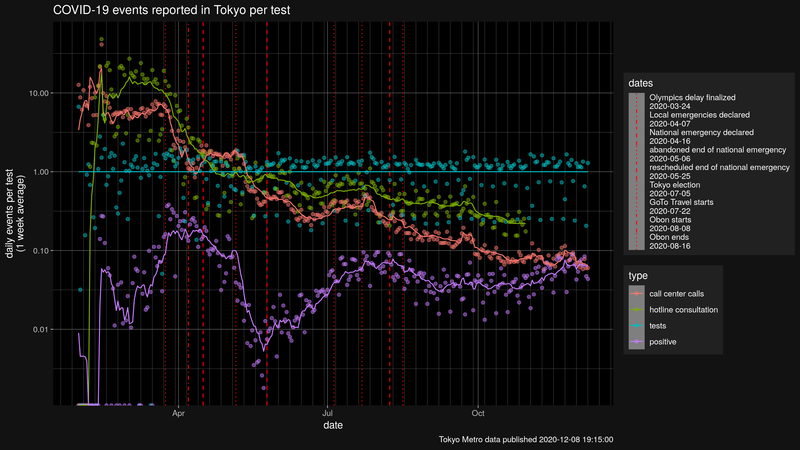 COVID-19 events reported in Tokyo per test
daily events per test
(1 week average)
10.00
1.00
0.10
0.01
Apr
Jul
Oct
date
dates
Olympics delay finalized
2020-03-24
Local emergencies declared
2020-04-07
National emergency declared
2020-04-16
abandoned end of national emergency
2020-05-06
rescheduled end of national emergency
2020-05-25
Tokyo election
2020-07-05
GoTo Travel starts
2020-07-22
Obon starts
2020-08-08
Obon ends
2020-08-16
type
call center calls
hotline consultation
tests
positive
Tokyo Metro data published 2020-12-08 19:15:00